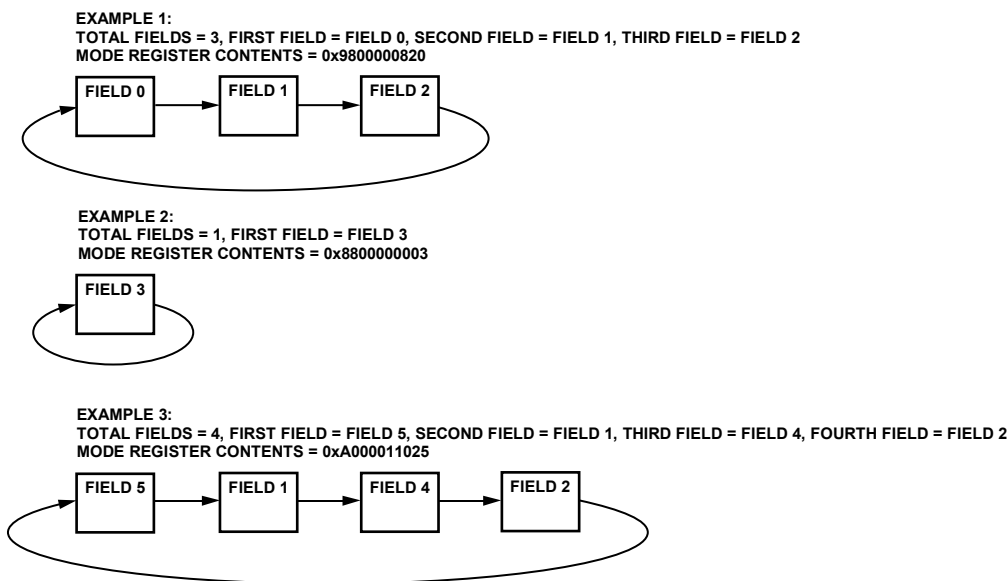 EXAMPLE 1:
TOTAL FIELDS = 3, FIRST FIELD = FIELD 0, SECOND FIELD = FIELD 1, THIRD FIELD = FIELD 2
MODE REGISTER CONTENTS = 0x9800000820
FIELD 0 FIELD 1 FIELD 2
EXAMPLE 2:
TOTAL FIELDS = 1, FIRST FIELD = FIELD 3
MODE REGISTER CONTENTS = 0x8800000003
FIELD 3
EXAMPLE 3:
TOTAL FIELDS = 4, FIRST FIELD = FIELD 5, SECOND FIELD = FIELD 1, THIRD FIELD = FIELD 4, FOURTH FIELD = FIELD 2
MODE REGISTER CONTENTS = 0xA000011025
FIELD 5 FIELD 1 FIELD 4 FIELD 2